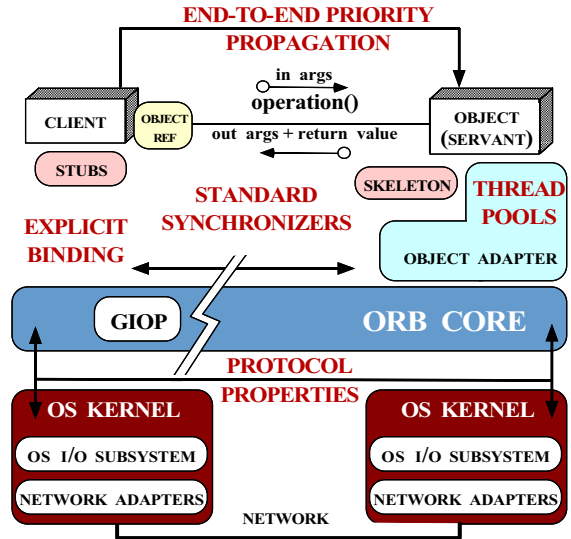 END-TO-END PRIORITY
PROPAGATION
in args
operation()
out args + return value
CLIENT
OBJECT
REF
OBJECT
(SERVANT)
STUBS
SKELETON
THREAD
POOLS
STANDARD
SYNCHRONIZERS
EXPLICIT
BINDING
OBJECT ADAPTER
GIOP
ORB CORE
PROTOCOL
PROPERTIES
OS KERNEL
OS I/O SUBSYSTEM
NETWORK ADAPTERS
OS KERNEL
OS I/O SUBSYSTEM
NETWORK ADAPTERS
NETWORK